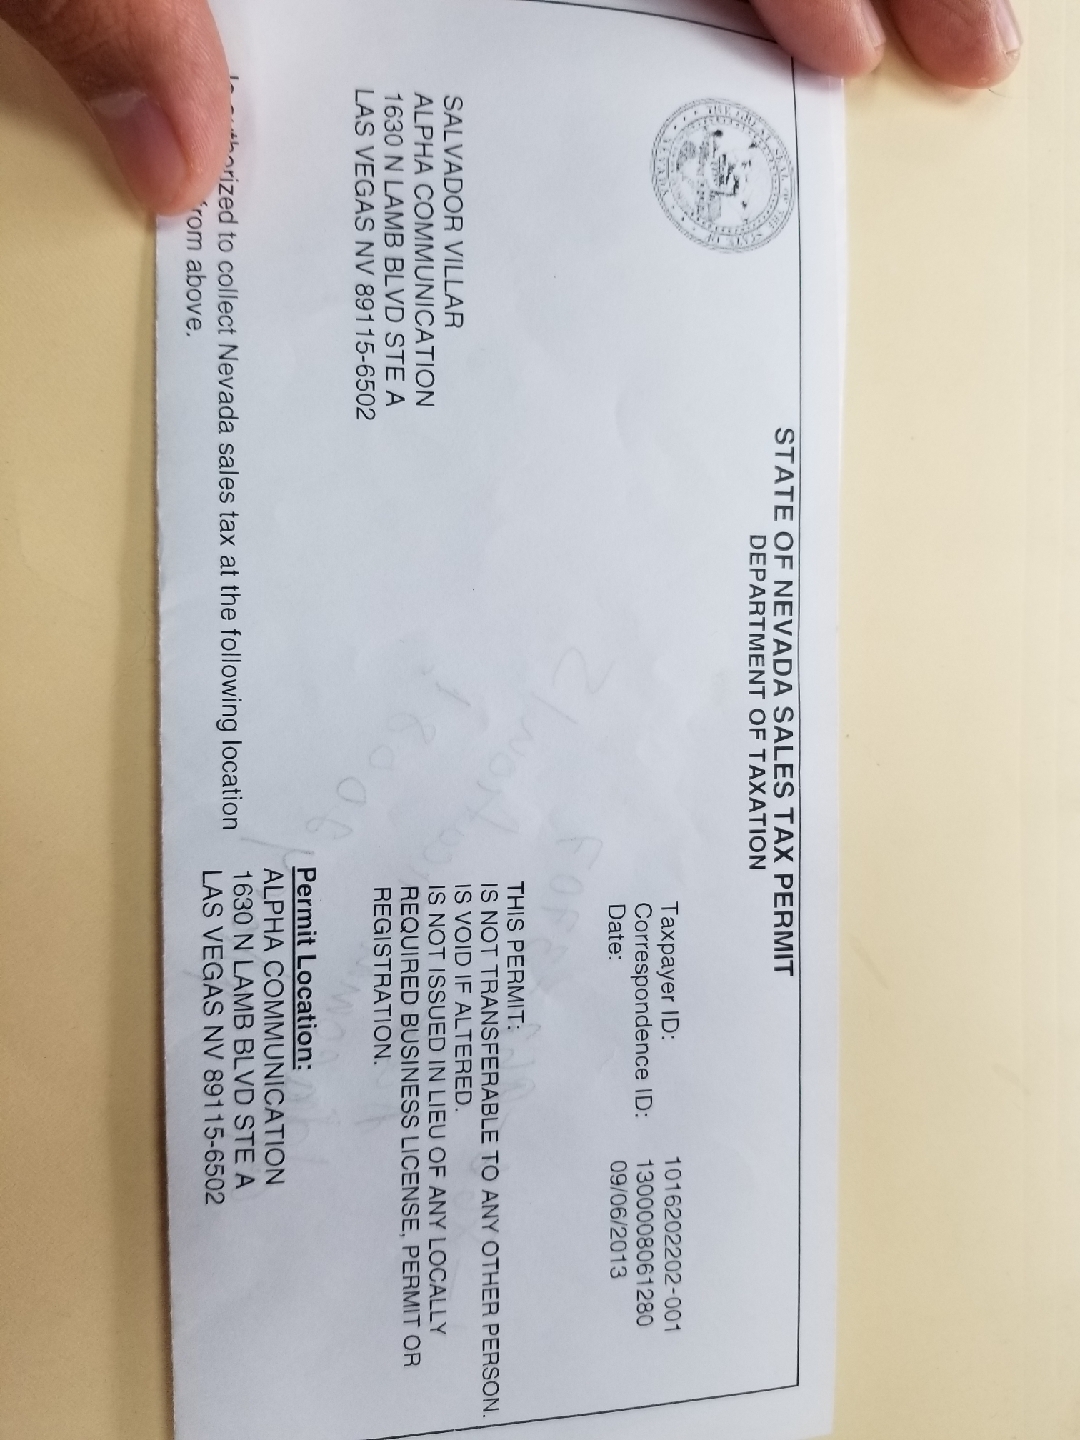 STATE OF NEVADA SALES TAX PERMIT
DEPARTMENT OF TAXATION
Taxpayer ID: 1016202202-001
Correspondence ID: 1300008061280
Date: 09/06/2013
SALVADOR VILLAR
ALPHA COMMUNICATION
1630 N LAMB BLVD STE A
LAS VEGAS NV 89115-6502
THIS PERMIT:
IS NOT TRANSFERABLE TO ANY OTHER PERSON.
IS VOID IF ALTERED.
IS NOT ISSUED IN LIEU OF ANY LOCALLY
REQUIRED BUSINESS LICENSE, PERMIT OR
REGISTRATION.
Is authorized to collect Nevada sales tax at the following location
from above.
Permit Location:
ALPHA COMMUNICATION
1630 N LAMB BLVD STE A
LAS VEGAS NV 89115-6502